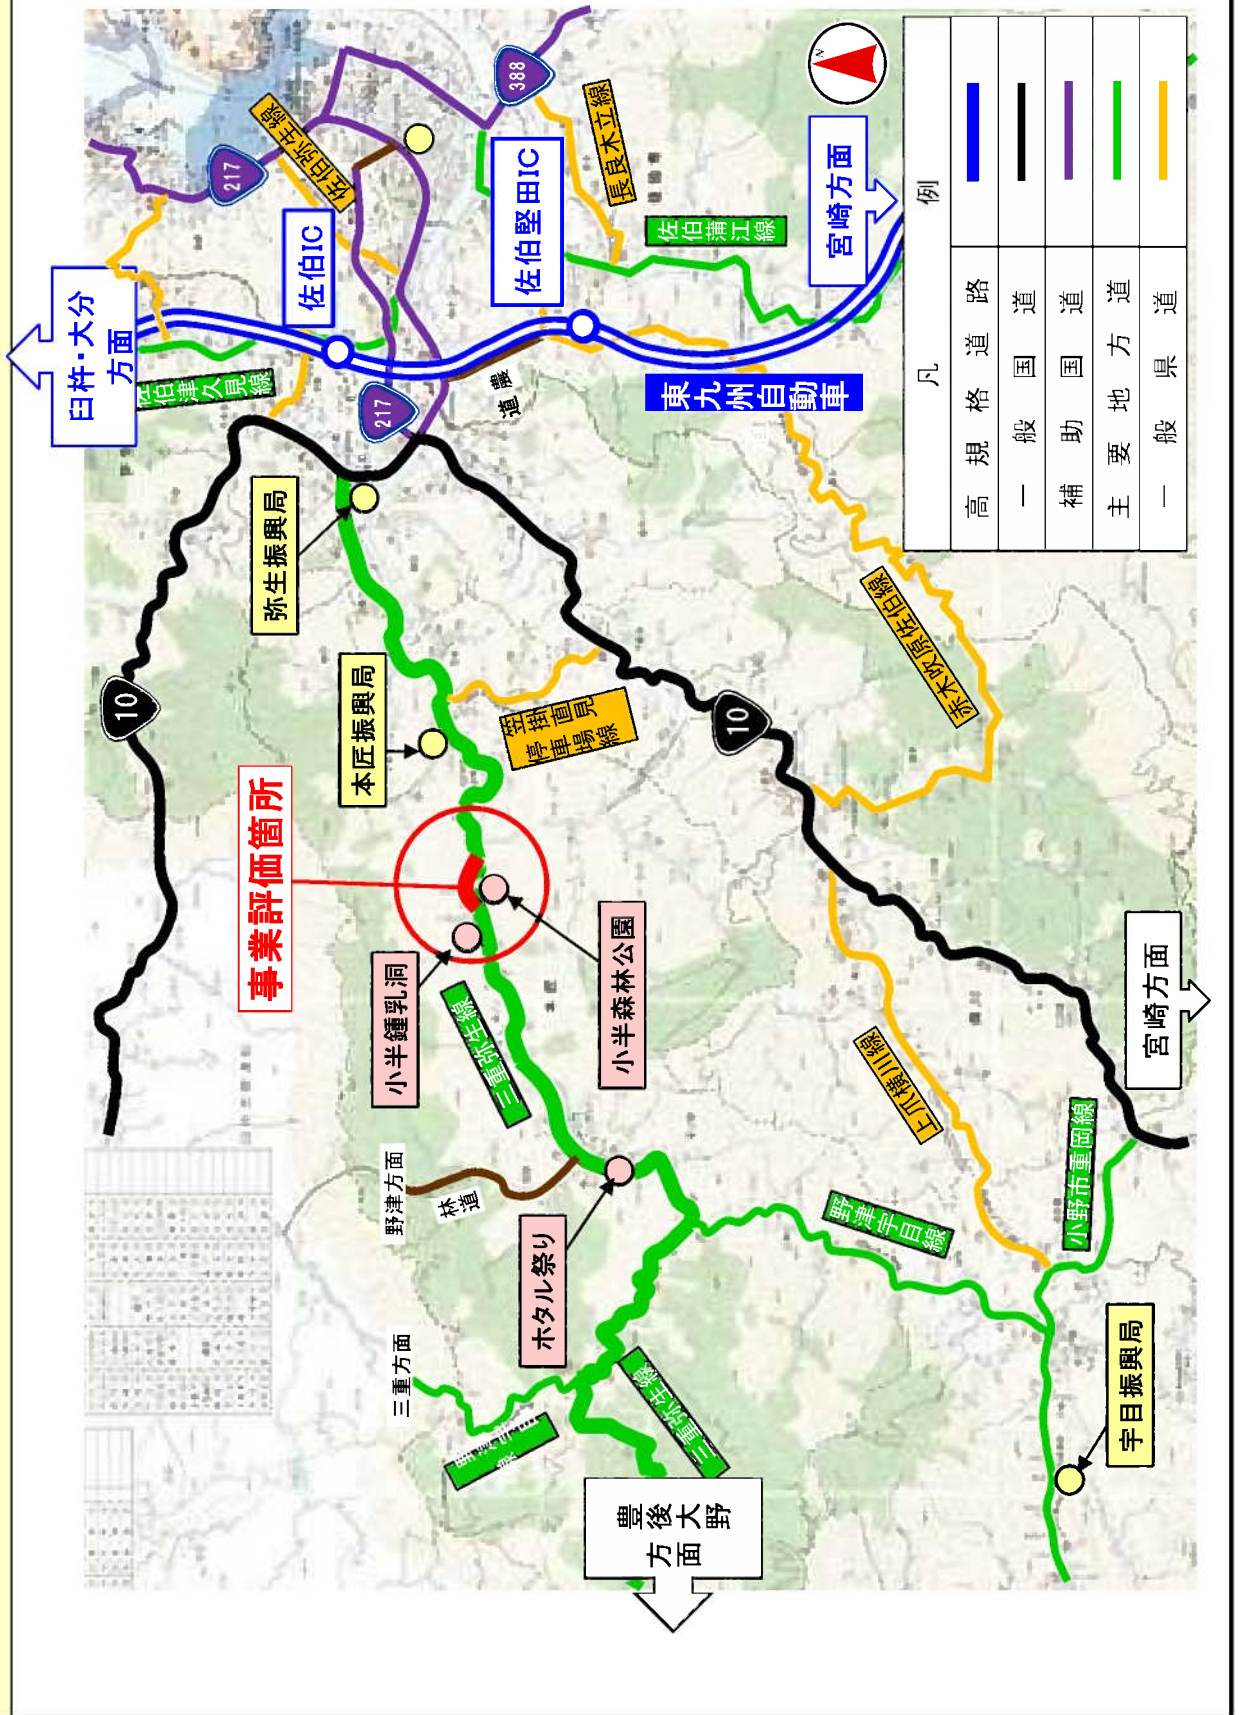 臼杵・大分
方面
217
佐伯弥生線
388
長良木立線
佐伯IC
佐伯堅田IC
佐伯蒲江線
宮崎方面
N
佐伯津久見線
217
農道
東九州自動車
弥生振興局
本匠振興局
10
笠掛直見
停車場
線
10
赤木吹原佐伯線
事業評価箇所
小半鍾乳洞
小半森林公園
三重弥生線
野津方面
林道
ホタル祭り
上爪横川線
小野市重岡線
宮崎方面
野津宇目線
三重方面
三重弥生線
豊後大野
方面
宇目振興局
凡例
高規格道路
一般国道
補助国道
主要地方道
一般県道